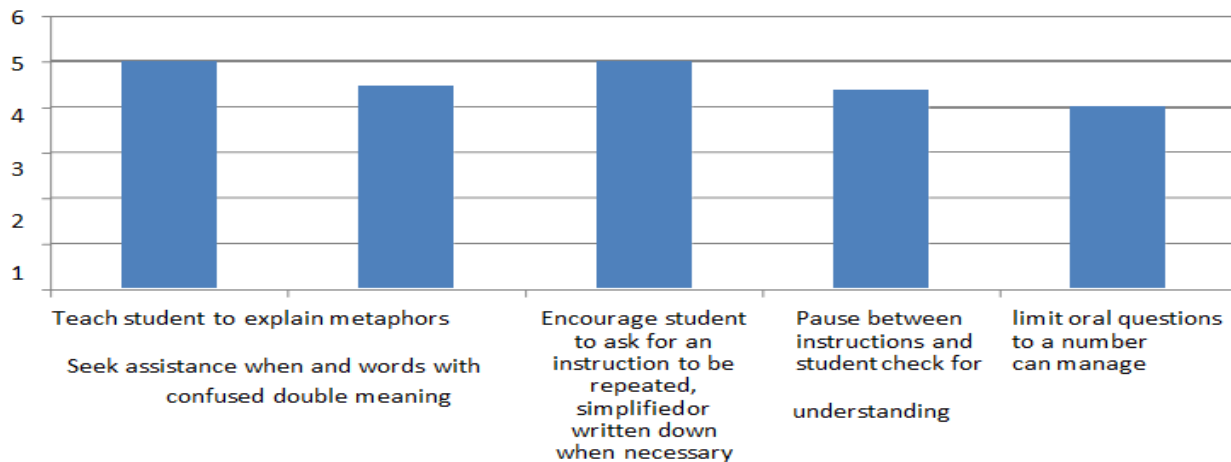 6
5
4
3
2
1
Teach student to explain metaphors
Seek assistance when and words with
confused double meaning
Encourage student
to ask for an
instruction to be
repeated,
simplifiedor
written down
when necessary
Pause between
instructions and
student check for
understanding
limit oral questions
to a number
can manage